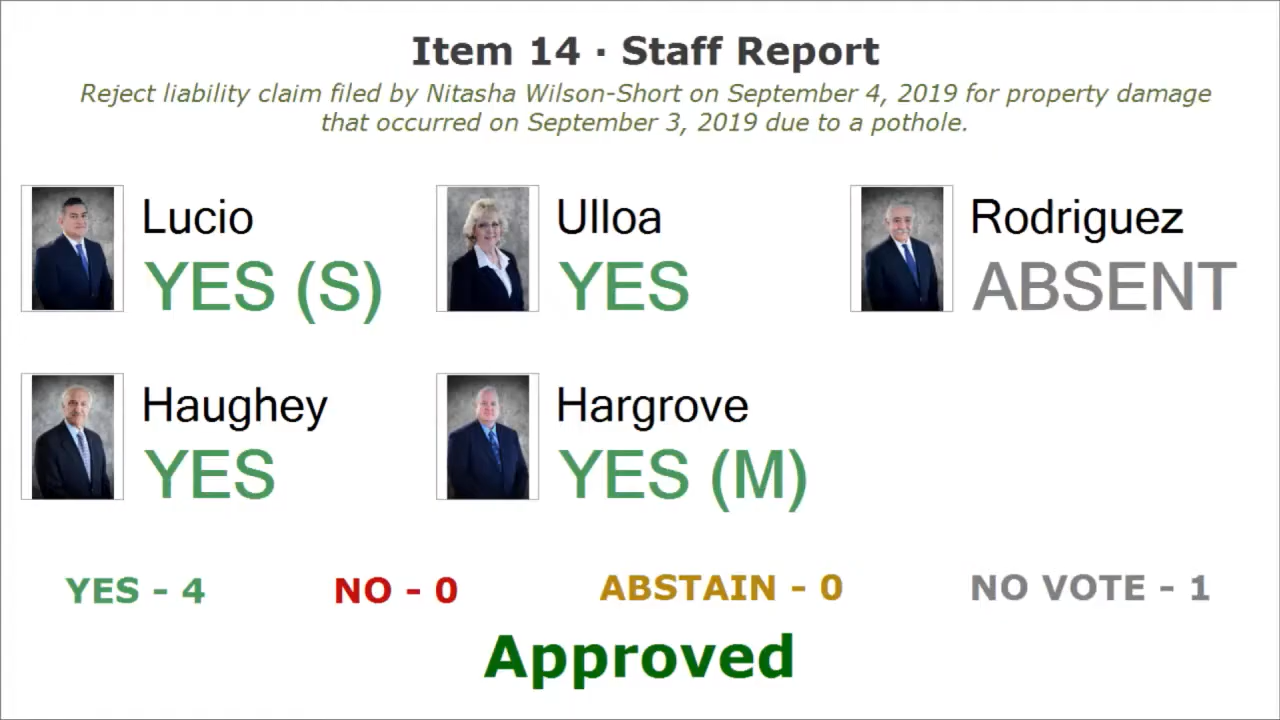 Item 14 · Staff Report
Reject liability claim filed by Nitasha Wilson-Short on September 4, 2019 for property damage
that occurred on September 3, 2019 due to a pothole.
Lucio
YES (S)
Ulloa
YES
Rodriguez
ABSENT
Haughey
YES
Hargrove
YES (M)
YES - 4
NO - 0
ABSTAIN - 0
NO VOTE - 1
Approved